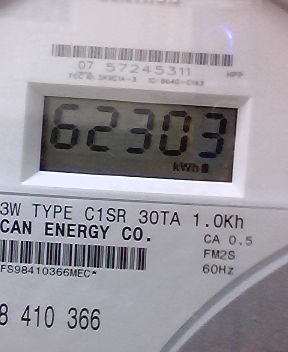 07 57245311 HPP
62303
kWh
3W TYPE C1SR 30TA 1.0Kh
CAN ENERGY CO. CA 0.5
FM2S
FS98410366MEC* 60Hz
8 410 366